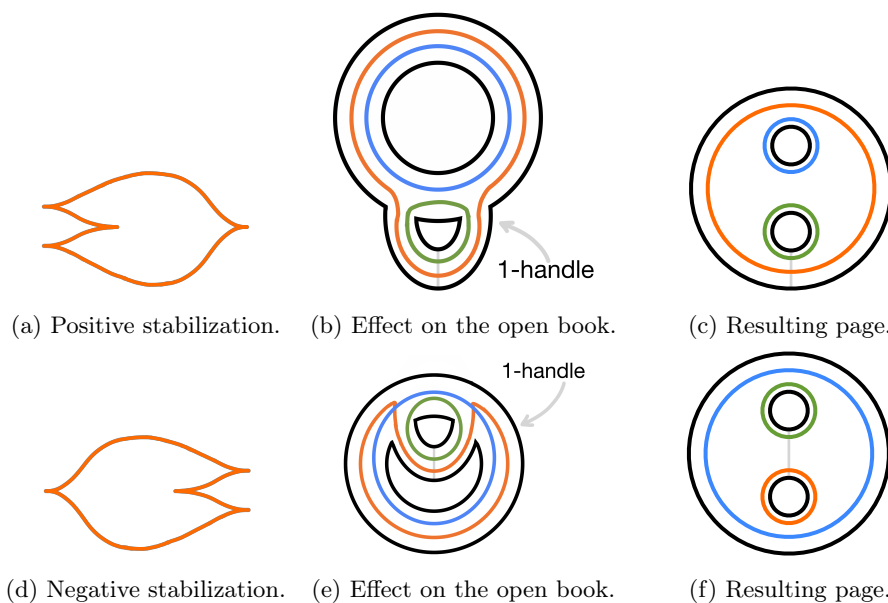 1-handle
(a) Positive stabilization.
(b) Effect on the open book.
(c) Resulting page.
1-handle
(d) Negative stabilization.
(e) Effect on the open book.
(f) Resulting page.